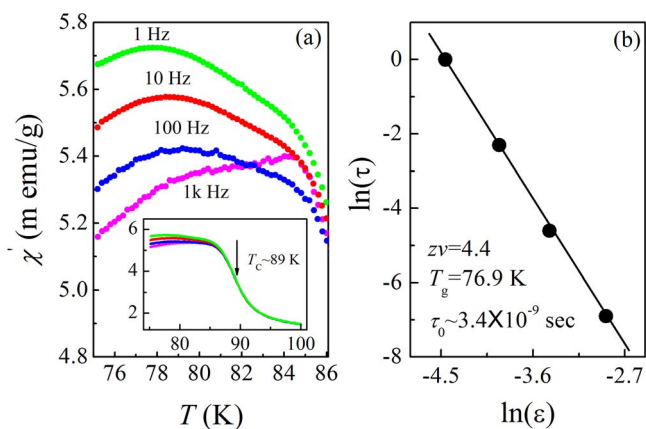 5.8
5.6
5.4
5.2
5.0
4.8
χ' (m emu/g)
(a)
1 Hz
10 Hz
100 Hz
1k Hz
6
4
2
T_C~89 K
80
90
100
76
78
80
82
84
86
T (K)
(b)
0
-2
-4
-6
-8
ln(τ)
zv=4.4
T_g=76.9 K
τ_0~3.4X10^-9 sec
-4.5
-3.6
-2.7
ln(ε)